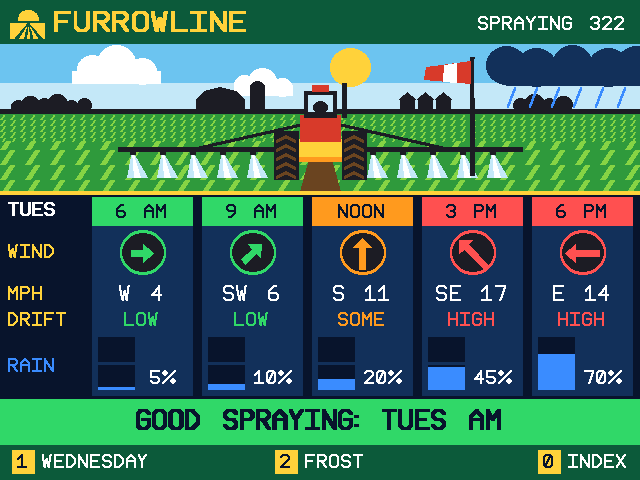 FURROWLINE
SPRAYING 322
TUES 6 AM 9 AM NOON 3 PM 6 PM
WIND
MPH W 4 SW 6 S 11 SE 17 E 14
DRIFT LOW LOW SOME HIGH HIGH
RAIN 5% 10% 20% 45% 70%
GOOD SPRAYING: TUES AM
1 WEDNESDAY 2 FROST 0 INDEX